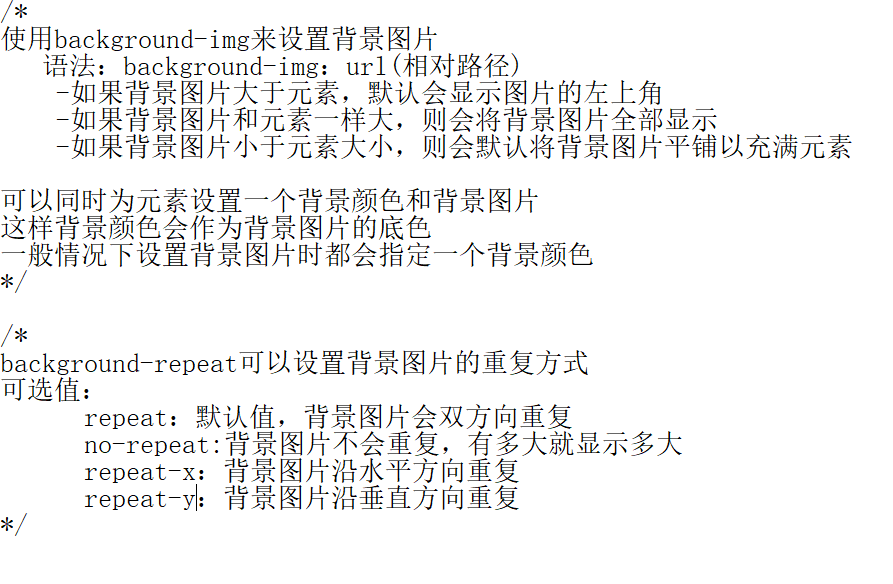 /*
使用background-img来设置背景图片
语法：background-img：url(相对路径)
-如果背景图片大于元素，默认会显示图片的左上角
-如果背景图片和元素一样大，则会将背景图片全部显示
-如果背景图片小于元素大小，则会默认将背景图片平铺以充满元素
可以同时为元素设置一个背景颜色和背景图片
这样背景颜色会作为背景图片的底色
一般情况下设置背景图片时都会指定一个背景颜色
*/
/*
background-repeat可以设置背景图片的重复方式
可选值：
repeat：默认值，背景图片会双方向重复
no-repeat:背景图片不会重复，有多大就显示多大
repeat-x：背景图片沿水平方向重复
repeat-y：背景图片沿垂直方向重复
*/